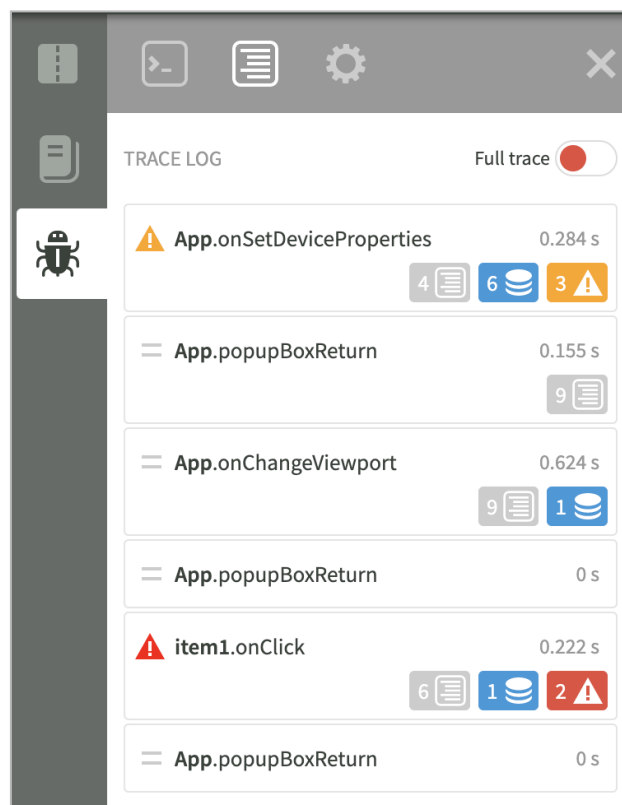 TRACE LOG Full trace
App.onSetDeviceProperties 0.284 s
4 6 3
App.popupBoxReturn 0.155 s
9
App.onChangeViewport 0.624 s
9 1
App.popupBoxReturn 0 s
item1.onClick 0.222 s
6 1 2
App.popupBoxReturn 0 s